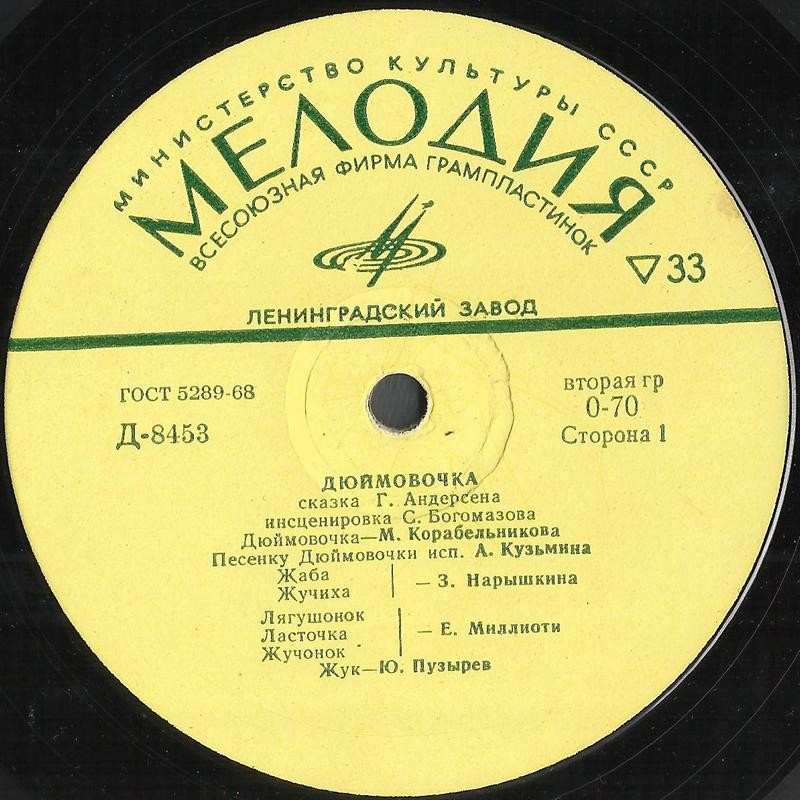 МИНИСТЕРСТВО КУЛЬТУРЫ СССР
МЕЛОДИЯ
ВСЕСОЮЗНАЯ ФИРМА ГРАМПЛАСТИНОК
▽33
ЛЕНИНГРАДСКИЙ ЗАВОД
ГОСТ 5289-68
Д-8453
вторая гр
0-70
Сторона 1
ДЮЙМОВОЧКА
сказка Г. Андерсена
инсценировка С. Богомазова
Дюймовочка—М. Корабельникова
Песенку Дюймовочки исп. А. Кузьмина
Жаба
Жучиха
— З. Нарышкина
Лягушонок
Ласточка
Жучонок
— Е. Миллиоти
Жук—Ю. Пузырев